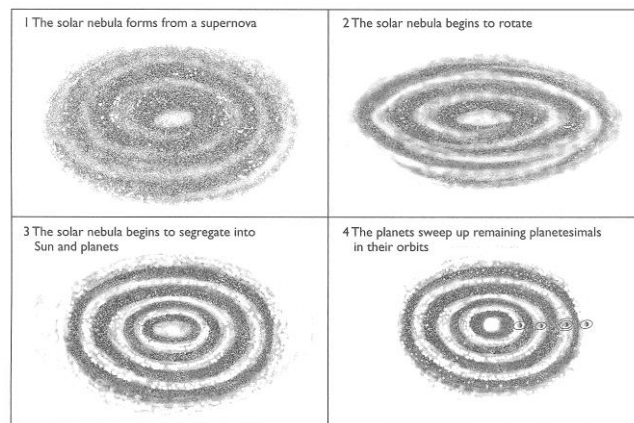 1 The solar nebula forms from a supernova
2 The solar nebula begins to rotate
3 The solar nebula begins to segregate into
Sun and planets
4 The planets sweep up remaining planetesimals
in their orbits